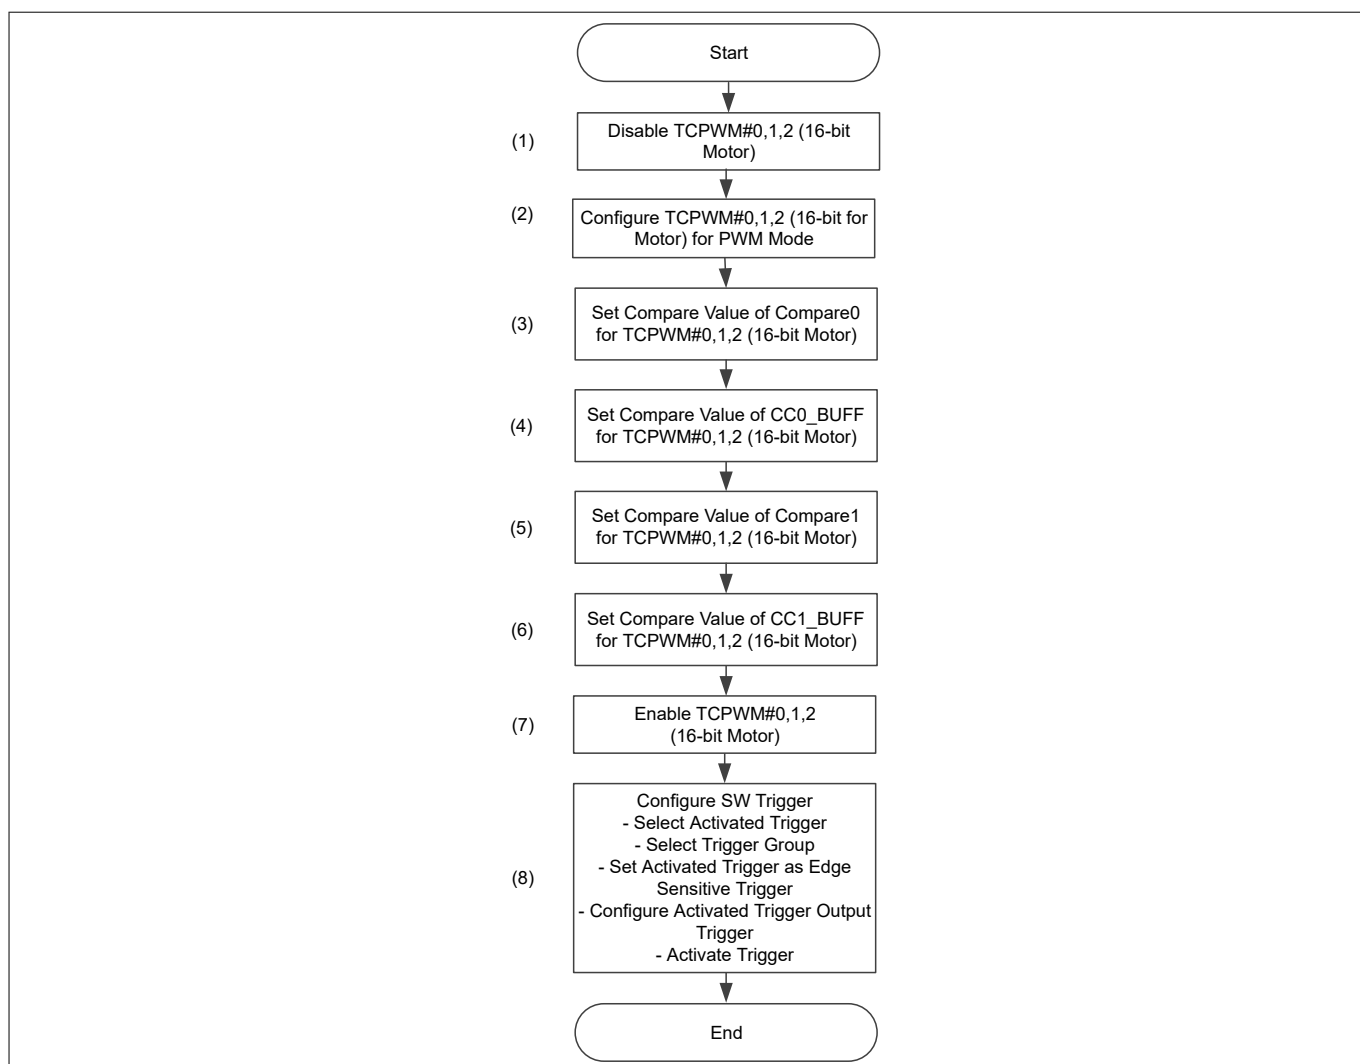 Start
(1)
Disable TCPWM#0,1,2 (16-bit
Motor)
(2)
Configure TCPWM#0,1,2 (16-bit for
Motor) for PWM Mode
(3)
Set Compare Value of Compare0
for TCPWM#0,1,2 (16-bit Motor)
(4)
Set Compare Value of CC0_BUFF
for TCPWM#0,1,2 (16-bit Motor)
(5)
Set Compare Value of Compare1
for TCPWM#0,1,2 (16-bit Motor)
(6)
Set Compare Value of CC1_BUFF
for TCPWM#0,1,2 (16-bit Motor)
(7)
Enable TCPWM#0,1,2
(16-bit Motor)
(8)
Configure SW Trigger
- Select Activated Trigger
- Select Trigger Group
- Set Activated Trigger as Edge
Sensitive Trigger
- Configure Activated Trigger Output
Trigger
- Activate Trigger
End